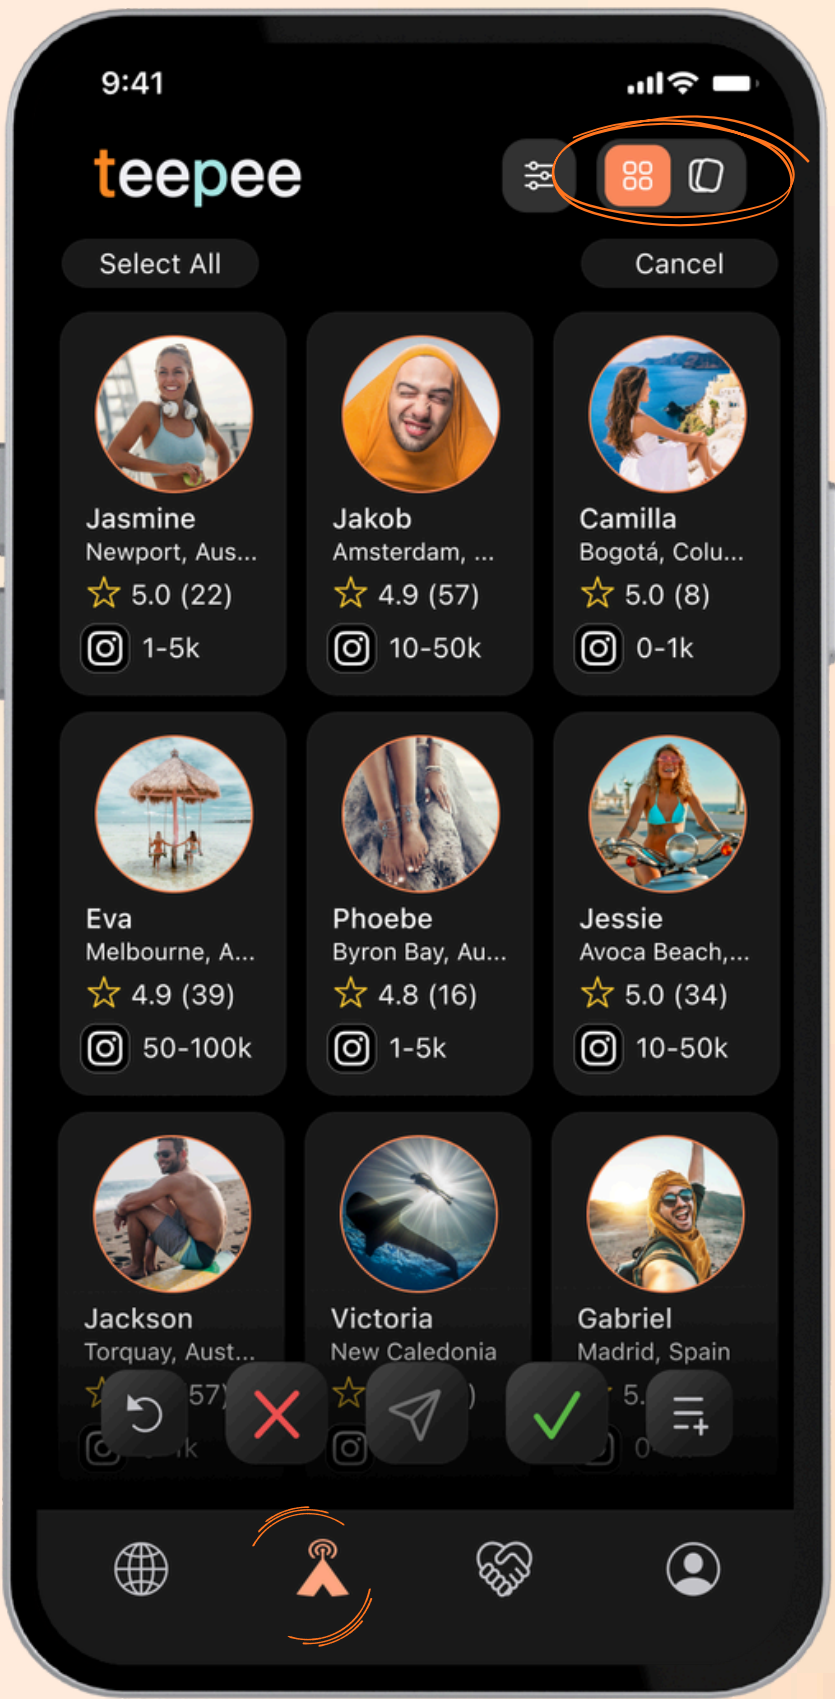 9:41
teepee
Select All
Cancel
Jasmine
Newport, Aus...
5.0 (22)
1-5k
Jakob
Amsterdam, ...
4.9 (57)
10-50k
Camilla
Bogotá, Colu...
5.0 (8)
0-1k
Eva
Melbourne, A...
4.9 (39)
50-100k
Phoebe
Byron Bay, Au...
4.8 (16)
1-5k
Jessie
Avoca Beach,...
5.0 (34)
10-50k
Jackson
Torquay, Aust...
57)
Victoria
New Caledonia
)
Gabriel
Madrid, Spain
5.
0